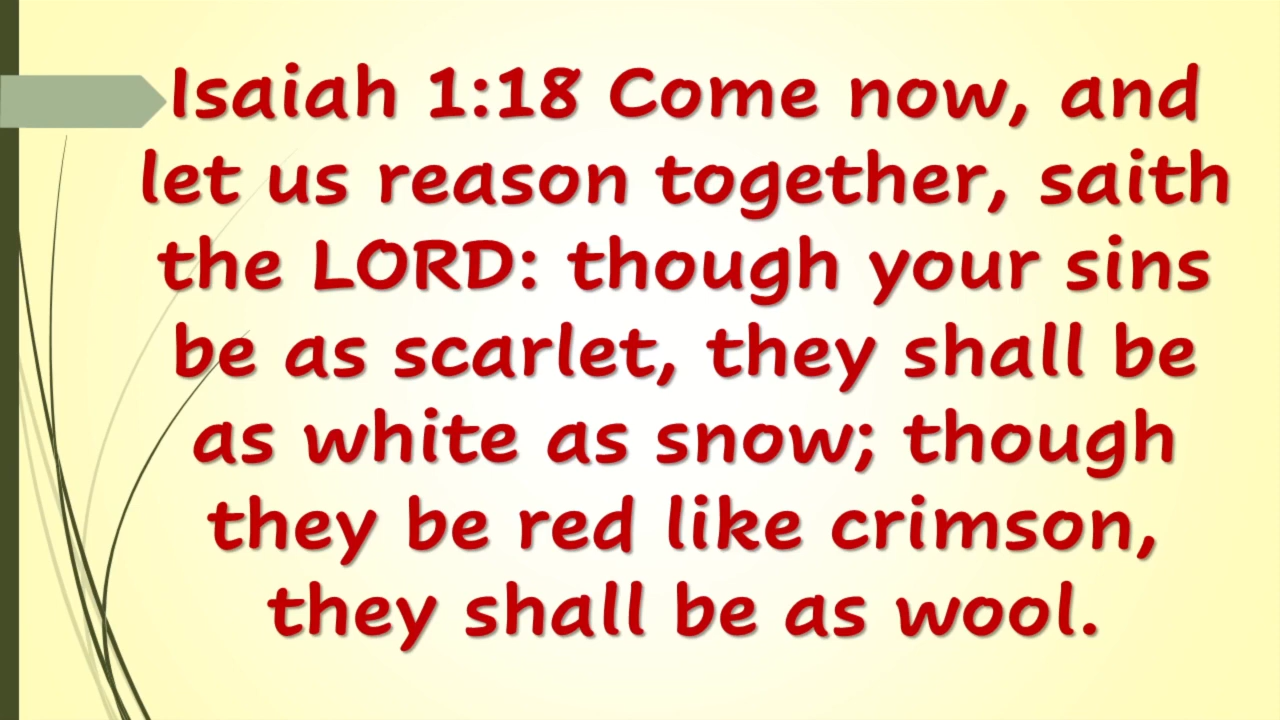 Isaiah 1:18 Come now, and
let us reason together, saith
the LORD: though your sins
be as scarlet, they shall be
as white as snow; though
they be red like crimson,
they shall be as wool.